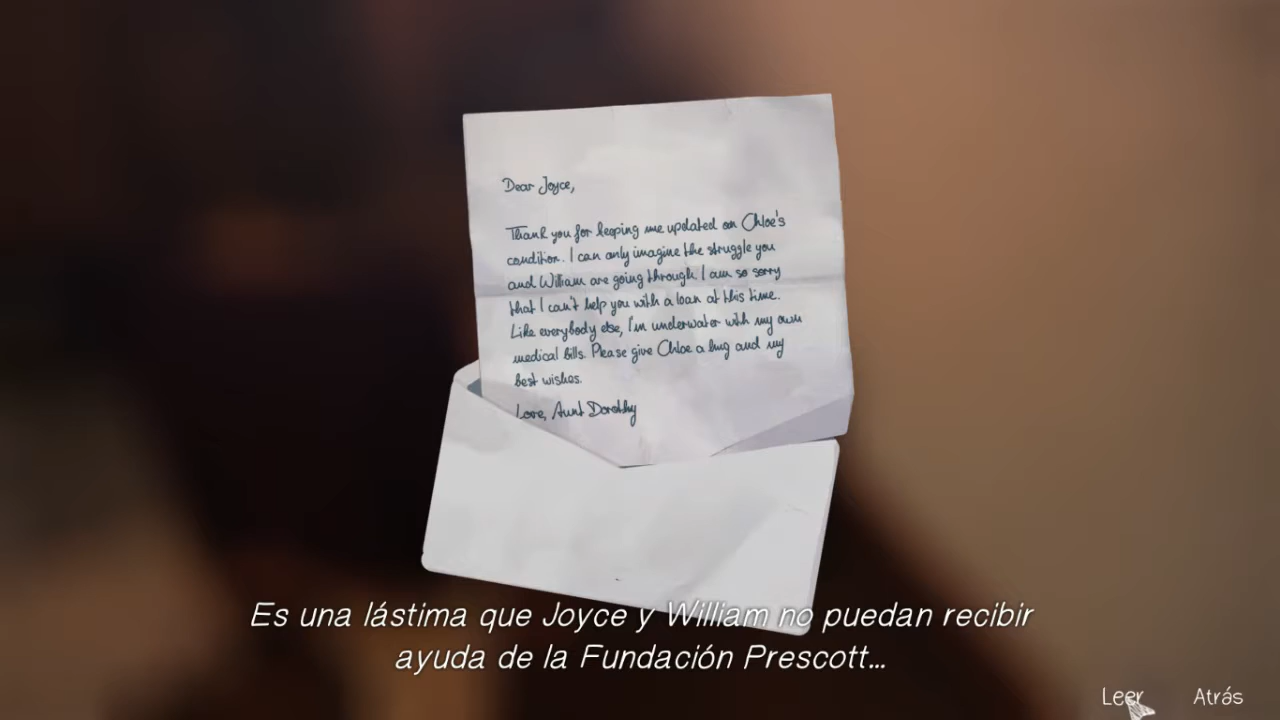 Dear Joyce,
Thank you for keeping me updated on Chloe's
condition. I can only imagine the struggle you
and William are going through. I am so sorry
that I can't help you with a loan at this time.
Like everybody else, I'm underwater with my own
medical bills. Please give Chloe a hug and my
best wishes.
Love, Aunt Dorothy
Es una lástima que Joyce y William no puedan recibir
ayuda de la Fundación Prescott...
Leer Atrás